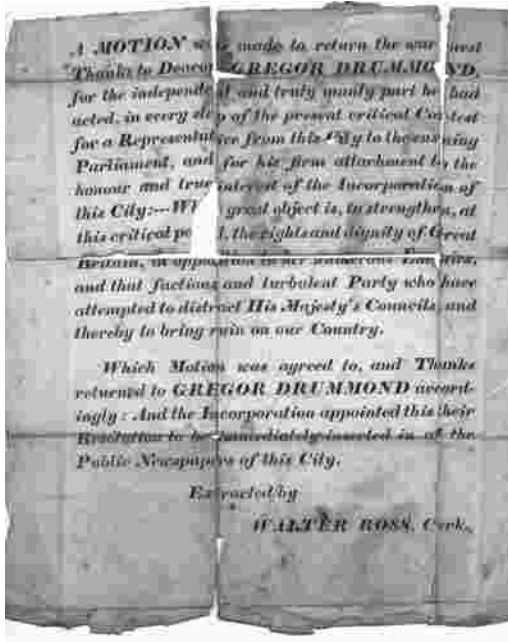 A MOTION was made to return the warmest
Thanks to Deacon GREGOR DRUMMOND,
for the independent and truly manly part he had
acted, in every step of the present critical Contest
for a Representative from this City to the ensuing
Parliament, and for his firm attachment to the
honour and true interest of the Incorporation of
this City:—W great object is, to strengthen, at
this critical pe d, the rights and dignity of Great
Britain, in opposition to her numerous
and that factious and turbulent Party who have
attempted to distract His Majesty's Councils, and
thereby to bring ruin on our Country.
Which Motion was agreed to, and Thanks
returned to GREGOR DRUMMOND accord-
ingly: And the Incorporation appointed this their
Resolution to be immediately inserted in all the
Public Newspapers of this City.
Extracted by
WALTER ROSS, Clerk.